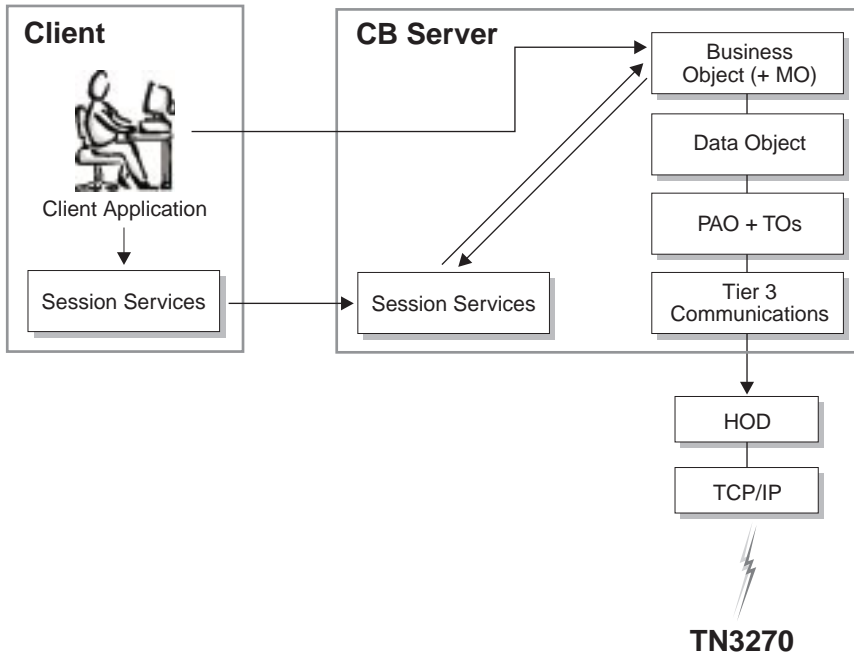 Client
Client Application
Session Services
CB Server
Session Services
Business
Object (+ MO)
Data Object
PAO + TOs
Tier 3
Communications
HOD
TCP/IP
TN3270